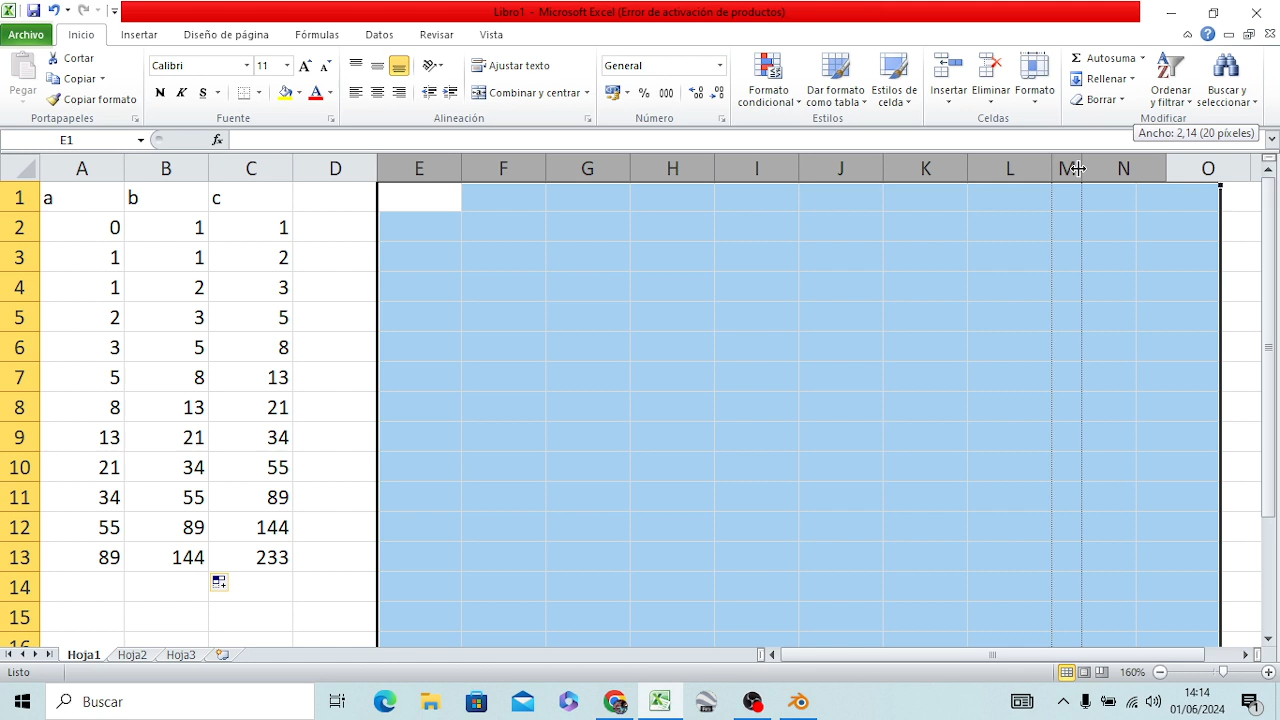 Libro1 - Microsoft Excel (Error de activación de productos)
Archivo Inicio Insertar Diseño de página Fórmulas Datos Revisar Vista
Pegar
Cortar
Copiar
Copiar formato
Portapapeles
Calibri 11
N K S
Fuente
Ajustar texto
Combinar y centrar
Alineación
General
% 000
Número
Formato condicional
Dar formato como tabla
Estilos de celda
Estilos
Insertar Eliminar Formato
Celdas
Autosuma
Rellenar
Borrar
Ordenar y filtrar
Buscar y seleccionar
Modificar
Ancho: 2,14 (20 píxeles)
E1 fx
A B C D E F G H I J K L M N O
1 a b c
2 0 1 1
3 1 1 2
4 1 2 3
5 2 3 5
6 3 5 8
7 5 8 13
8 8 13 21
9 13 21 34
10 21 34 55
11 34 55 89
12 55 89 144
13 89 144 233
14
15
16
Hoja1 Hoja2 Hoja3
Listo 160%
Buscar
14:14
01/06/2024
1